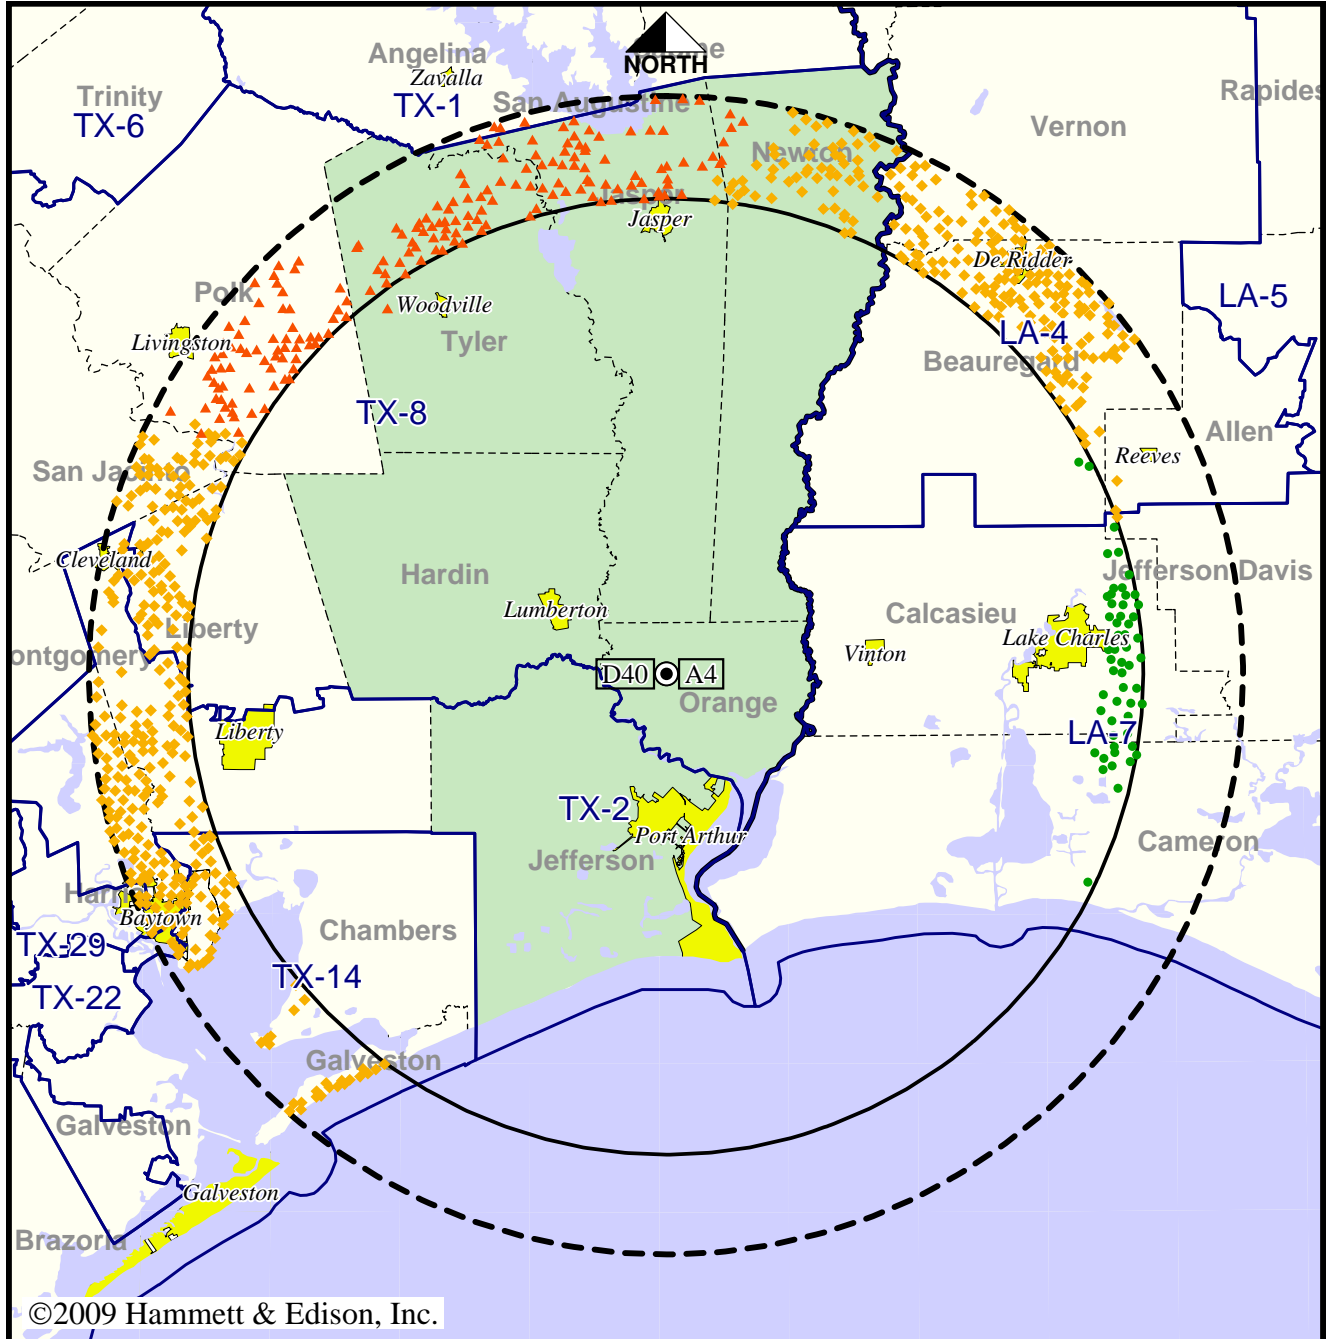 Angelina
Sabine
Zavalla
NORTH
Trinity
TX-1
San Augustine
Rapides
TX-6
Vernon
Newton
Jasper
Jasper
De Ridder
Polk
Woodville
LA-5
Livingston
Tyler
LA-4
Beauregard
TX-8
Allen
San Jacinto
Reeves
Cleveland
Hardin
Jefferson Davis
Lumberton
Calcasieu
Liberty
Lake Charles
ontgomery
Vinton
D40
A4
Orange
Liberty
LA-7
TX-2
Port Arthur
Jefferson
Cameron
Harris
Baytown
Chambers
TX-29
TX-14
TX-22
Galveston
Galveston
Galveston
Brazoria
©2009 Hammett & Edison, Inc.